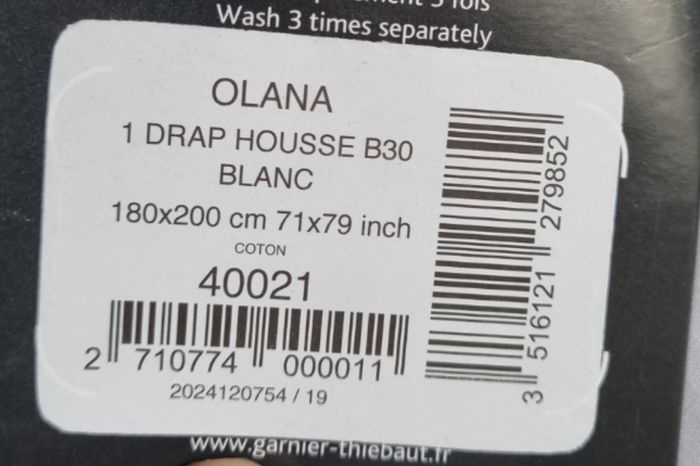 Wash 3 times separately
OLANA
1 DRAP HOUSSE B30
BLANC
180x200 cm 71x79 inch
COTON
40021
2 710774 000011
2024120754 / 19
3 516121 279852
www.garnier-thiebaut.fr